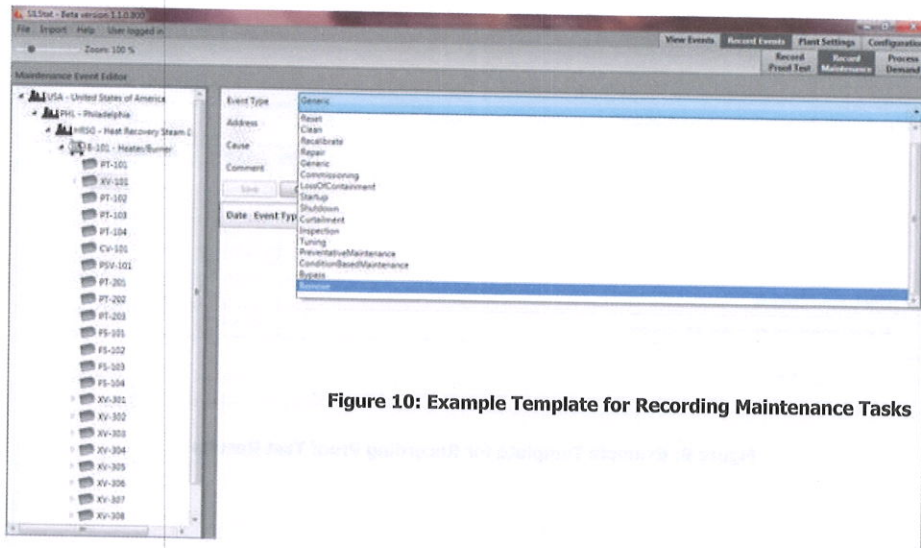 SILStat - Beta version 1.1.0.800
File Import Help User logged in
Zoom: 100 %
View Events Record Events Plant Settings Configuration
Record Proof Test Record Maintenance Process Demand
Maintenance Event Editor
USA - United States of America
PHL - Philadelphia
HRSG - Heat Recovery Steam G
B-101 - Heater/Burner
PT-101
XV-101
PT-102
PT-103
PT-104
CV-101
PSV-101
PT-201
PT-202
PT-203
FS-101
FS-102
FS-103
FS-104
XV-301
XV-302
XV-303
XV-304
XV-305
XV-306
XV-307
XV-308
Event Type Generic
Address
Cause
Comment
Save
Date Event Typ
Reset
Clean
Recalibrate
Repair
Generic
Commissioning
LossOfContainment
Startup
Shutdown
Curtailment
Inspection
Tuning
PreventativeMaintenance
ConditionBasedMaintenance
Bypass
Remove
Figure 10: Example Template for Recording Maintenance Tasks